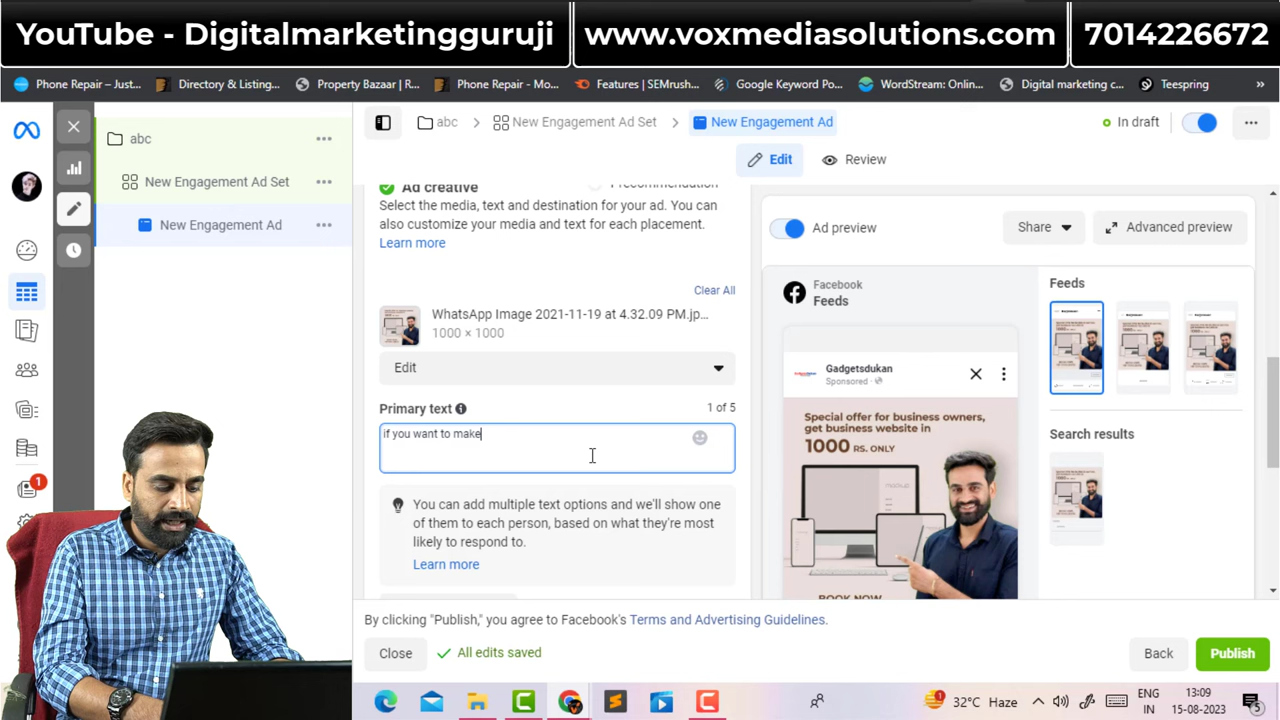 YouTube - Digitalmarketingguruji
www.voxmediasolutions.com
7014226672
Phone Repair – Just...
Directory & Listing...
Property Bazaar | R...
Phone Repair - Mo...
Features | SEMrush...
Google Keyword Po...
WordStream: Onlin...
Digital marketing c...
Teespring
»
abc
New Engagement Ad Set
New Engagement Ad
abc > New Engagement Ad Set > New Engagement Ad
In draft
Edit
Review
Ad creative
1 recommendation
Select the media, text and destination for your ad. You can
also customize your media and text for each placement.
Learn more
Clear All
WhatsApp Image 2021-11-19 at 4.32.09 PM.jp...
1000 × 1000
Edit
Primary text
1 of 5
if you want to make
You can add multiple text options and we'll show one
of them to each person, based on what they're most
likely to respond to.
Learn more
Ad preview
Share
Advanced preview
Facebook
Feeds
Gadgetsdukan
Sponsored
Special offer for business owners,
get business website in
1000 RS. ONLY
BOOK NOW
Feeds
Search results
By clicking "Publish," you agree to Facebook's Terms and Advertising Guidelines.
Close
All edits saved
Back
Publish
1
32°C Haze
ENG
IN
13:09
15-08-2023
5